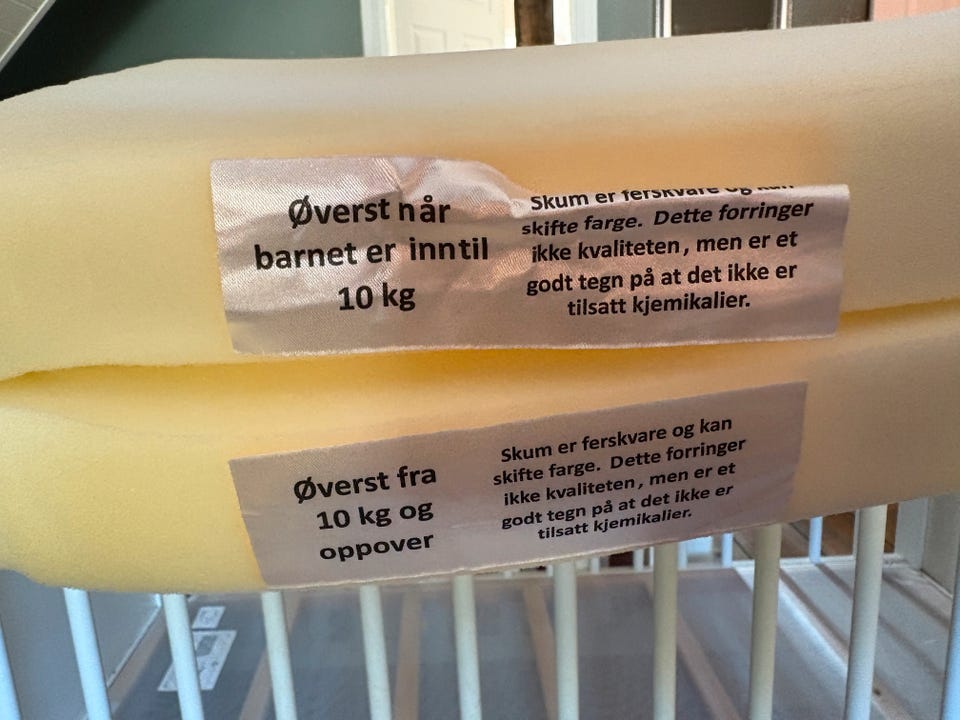 Øverst når
barnet er inntil
10 kg
Skum er ferskvare og kan
skifte farge. Dette forringer
ikke kvaliteten, men er et
godt tegn på at det ikke er
tilsatt kjemikalier.
Øverst fra
10 kg og
oppover
Skum er ferskvare og kan
skifte farge. Dette forringer
ikke kvaliteten, men er et
godt tegn på at det ikke er
tilsatt kjemikalier.